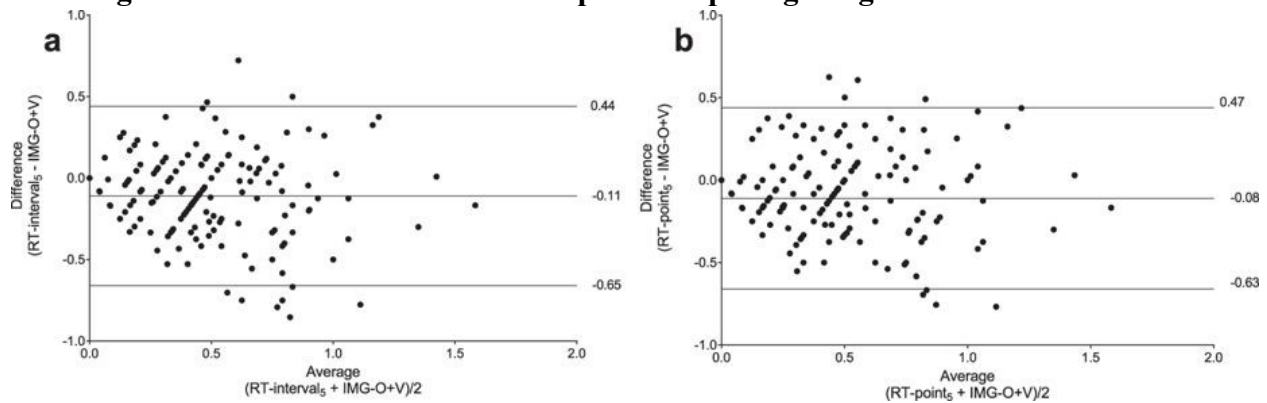 a
Difference
(RT-interval₅ - IMG-O+V)
1.0
0.5
0.0
-0.5
-1.0
0.44
-0.11
-0.65
0.0
0.5
1.0
1.5
2.0
Average
(RT-interval₅ + IMG-O+V)/2
b
Difference
(RT-point₅ - IMG-O+V)
1.0
0.5
0.0
-0.5
-1.0
0.47
-0.08
-0.63
0.0
0.5
1.0
1.5
2.0
Average
(RT-point₅ + IMG-O+V)/2